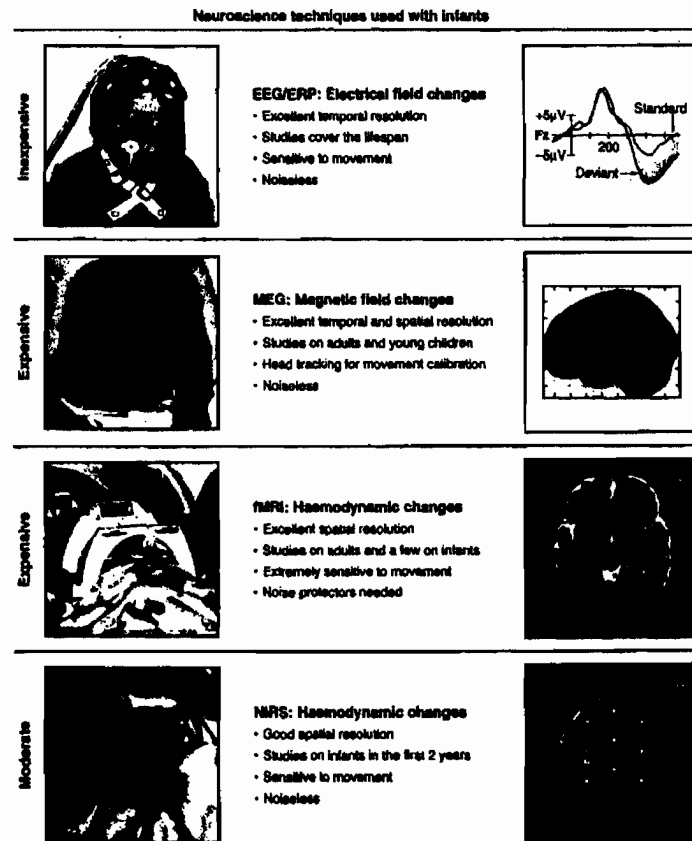 Neuroscience techniques used with infants
Inexpensive
EEG/ERP: Electrical field changes
• Excellent temporal resolution
• Studies cover the lifespan
• Sensitive to movement
• Noiseless
+5μV
Fz
−5μV
200
Standard
Deviant
Expensive
MEG: Magnetic field changes
• Excellent temporal and spatial resolution
• Studies on adults and young children
• Head tracking for movement calibration
• Noiseless
Expensive
fMRI: Haemodynamic changes
• Excellent spatial resolution
• Studies on adults and a few on infants
• Extremely sensitive to movement
• Noise protectors needed
Moderate
NIRS: Haemodynamic changes
• Good spatial resolution
• Studies on infants in the first 2 years
• Sensitive to movement
• Noiseless